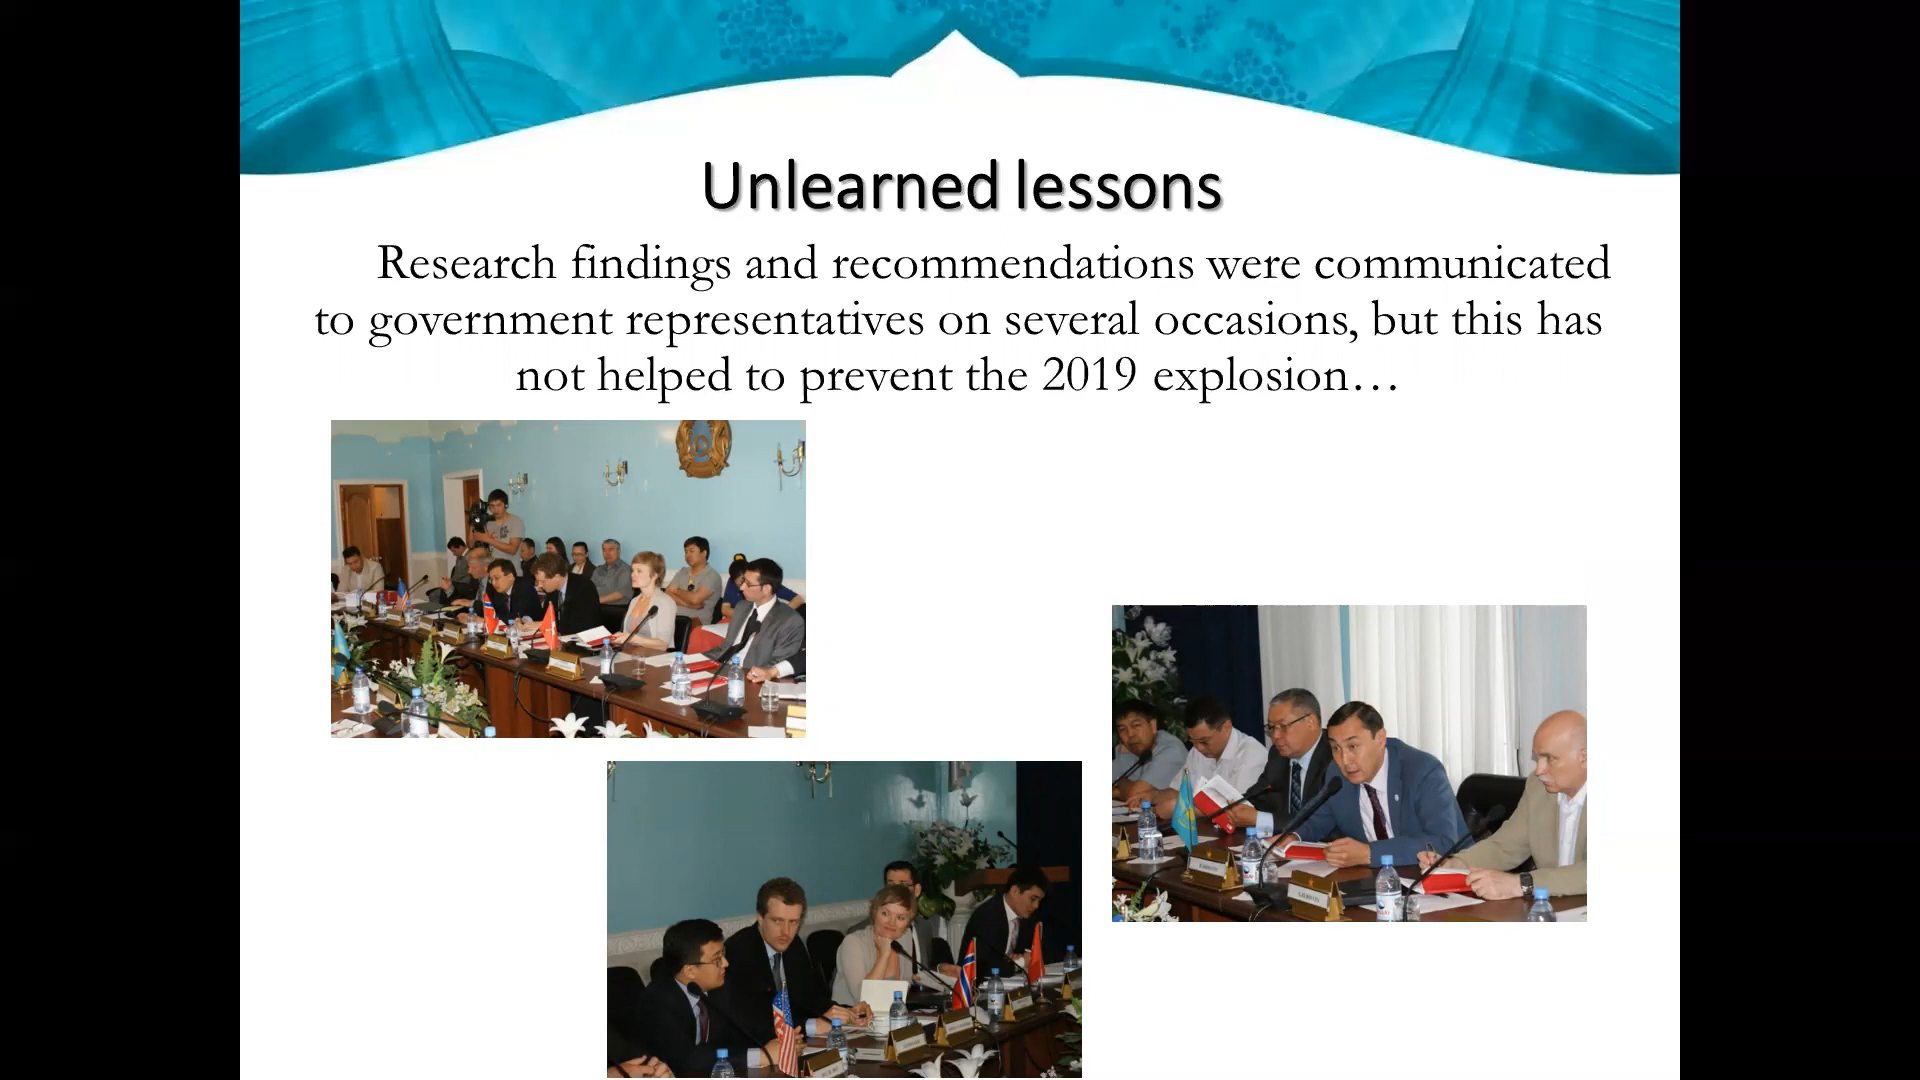 Unlearned lessons
Research findings and recommendations were communicated
to government representatives on several occasions, but this has
not helped to prevent the 2019 explosion…